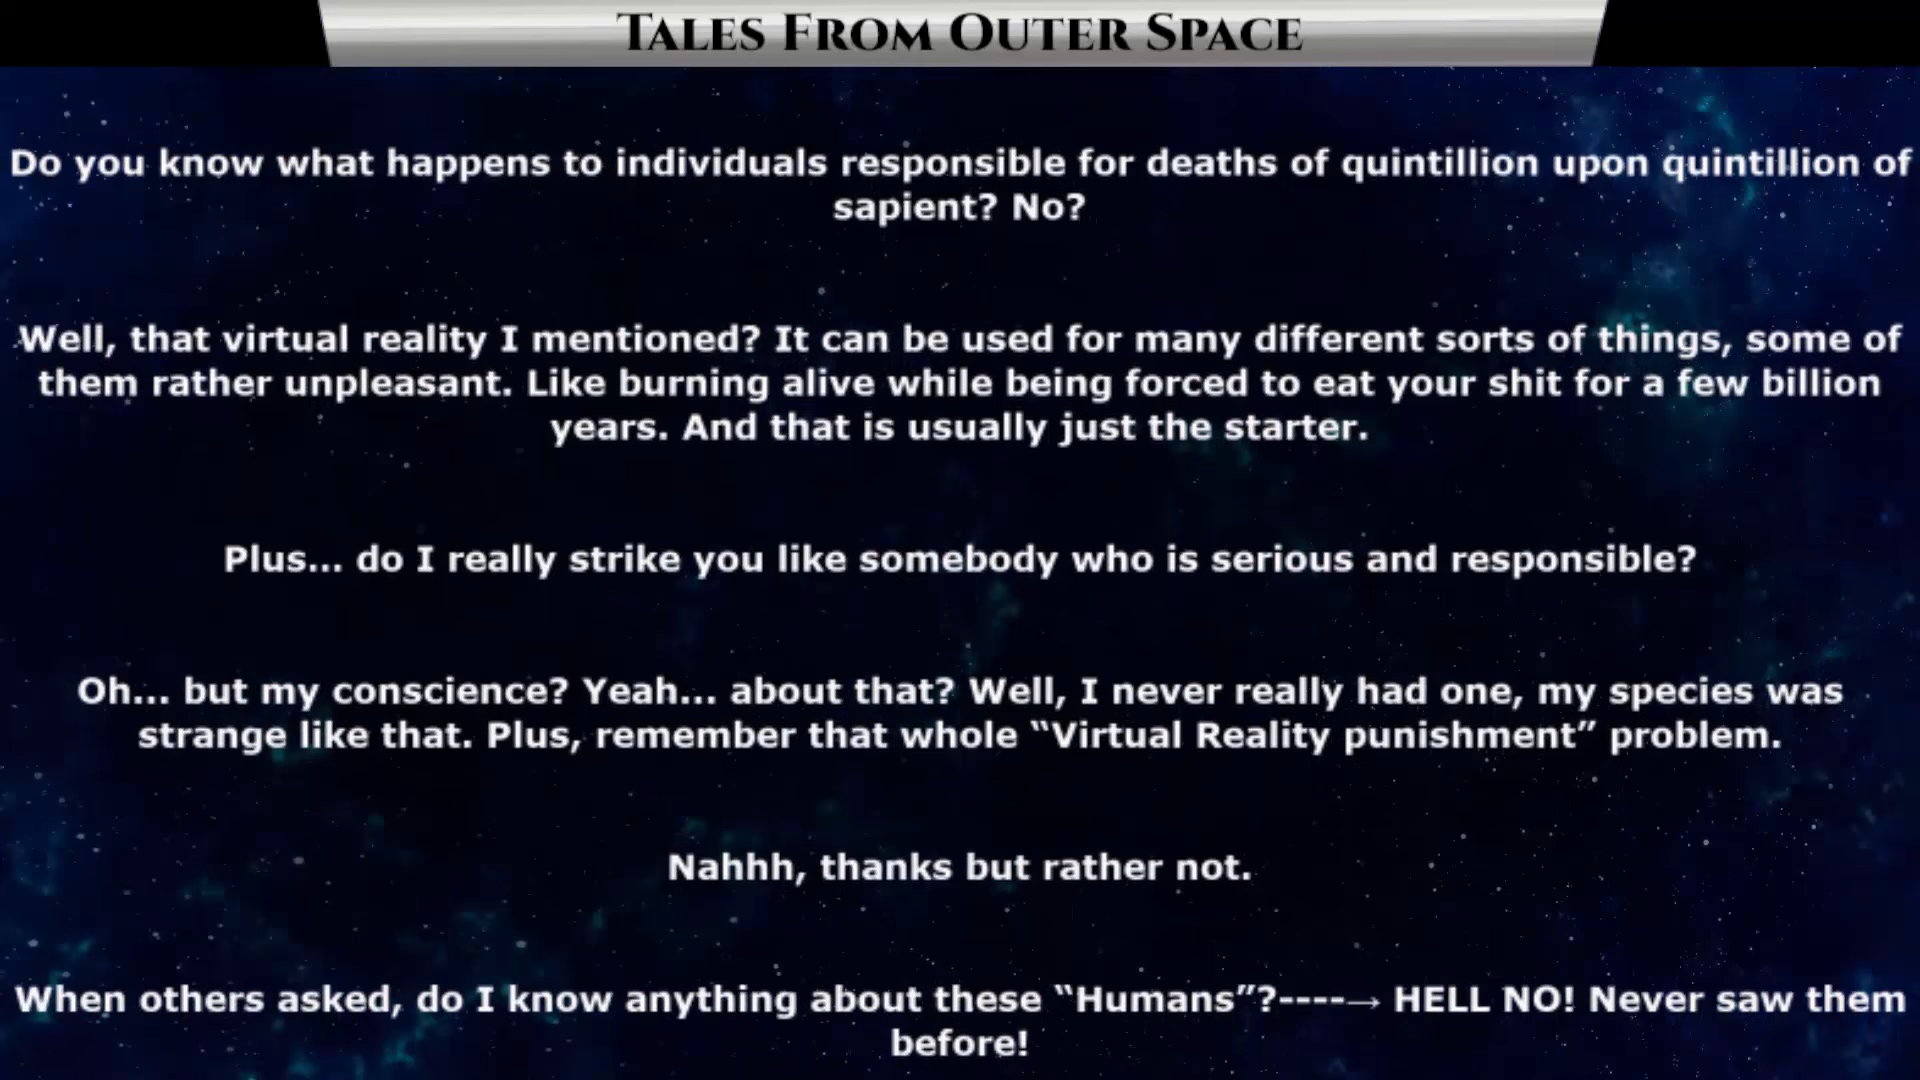 Tales From Outer Space
Do you know what happens to individuals responsible for deaths of quintillion upon quintillion of
sapient? No?
Well, that virtual reality I mentioned? It can be used for many different sorts of things, some of
them rather unpleasant. Like burning alive while being forced to eat your shit for a few billion
years. And that is usually just the starter.
Plus... do I really strike you like somebody who is serious and responsible?
Oh... but my conscience? Yeah... about that? Well, I never really had one, my species was
strange like that. Plus, remember that whole “Virtual Reality punishment” problem.
Nahhh, thanks but rather not.
When others asked, do I know anything about these “Humans”?----→ HELL NO! Never saw them
before!